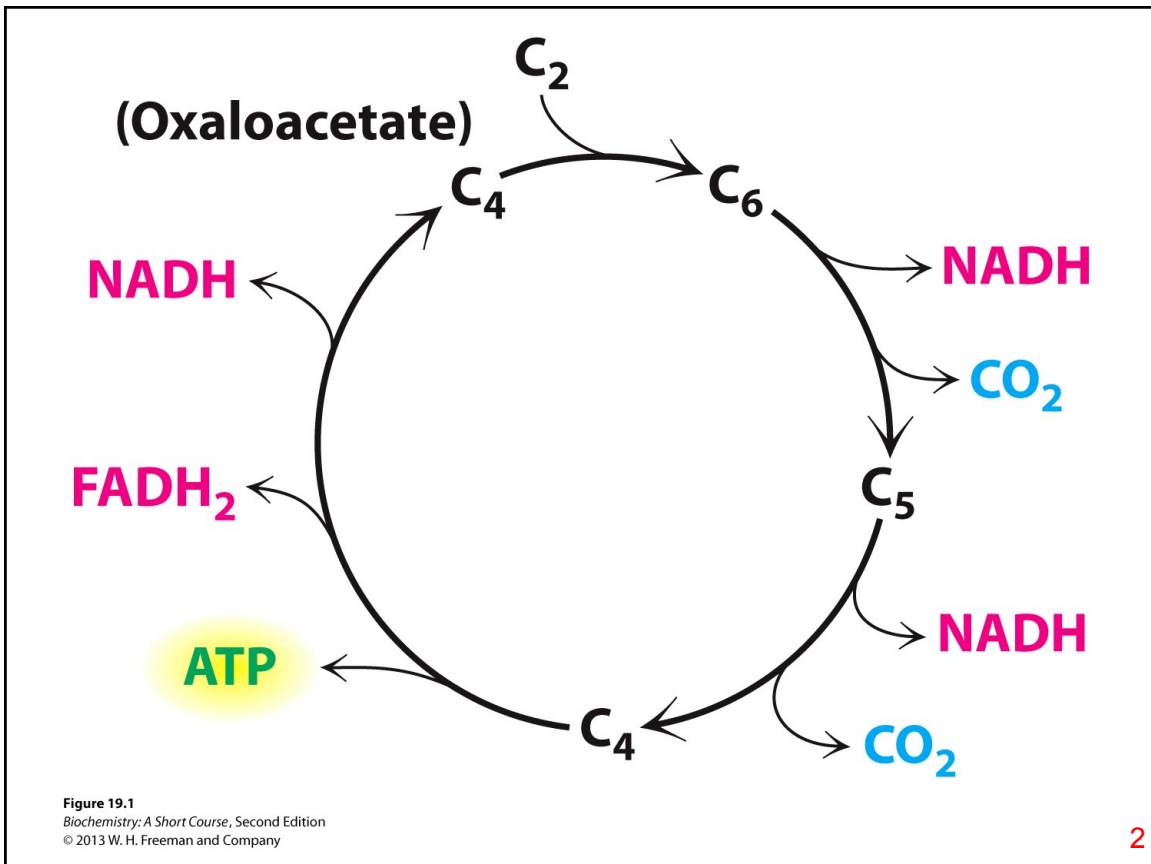 C₂
(Oxaloacetate)
C₄
C₆
NADH
NADH
CO₂
FADH₂
C₅
NADH
ATP
C₄
CO₂
Figure 19.1
Biochemistry: A Short Course, Second Edition
© 2013 W. H. Freeman and Company
2